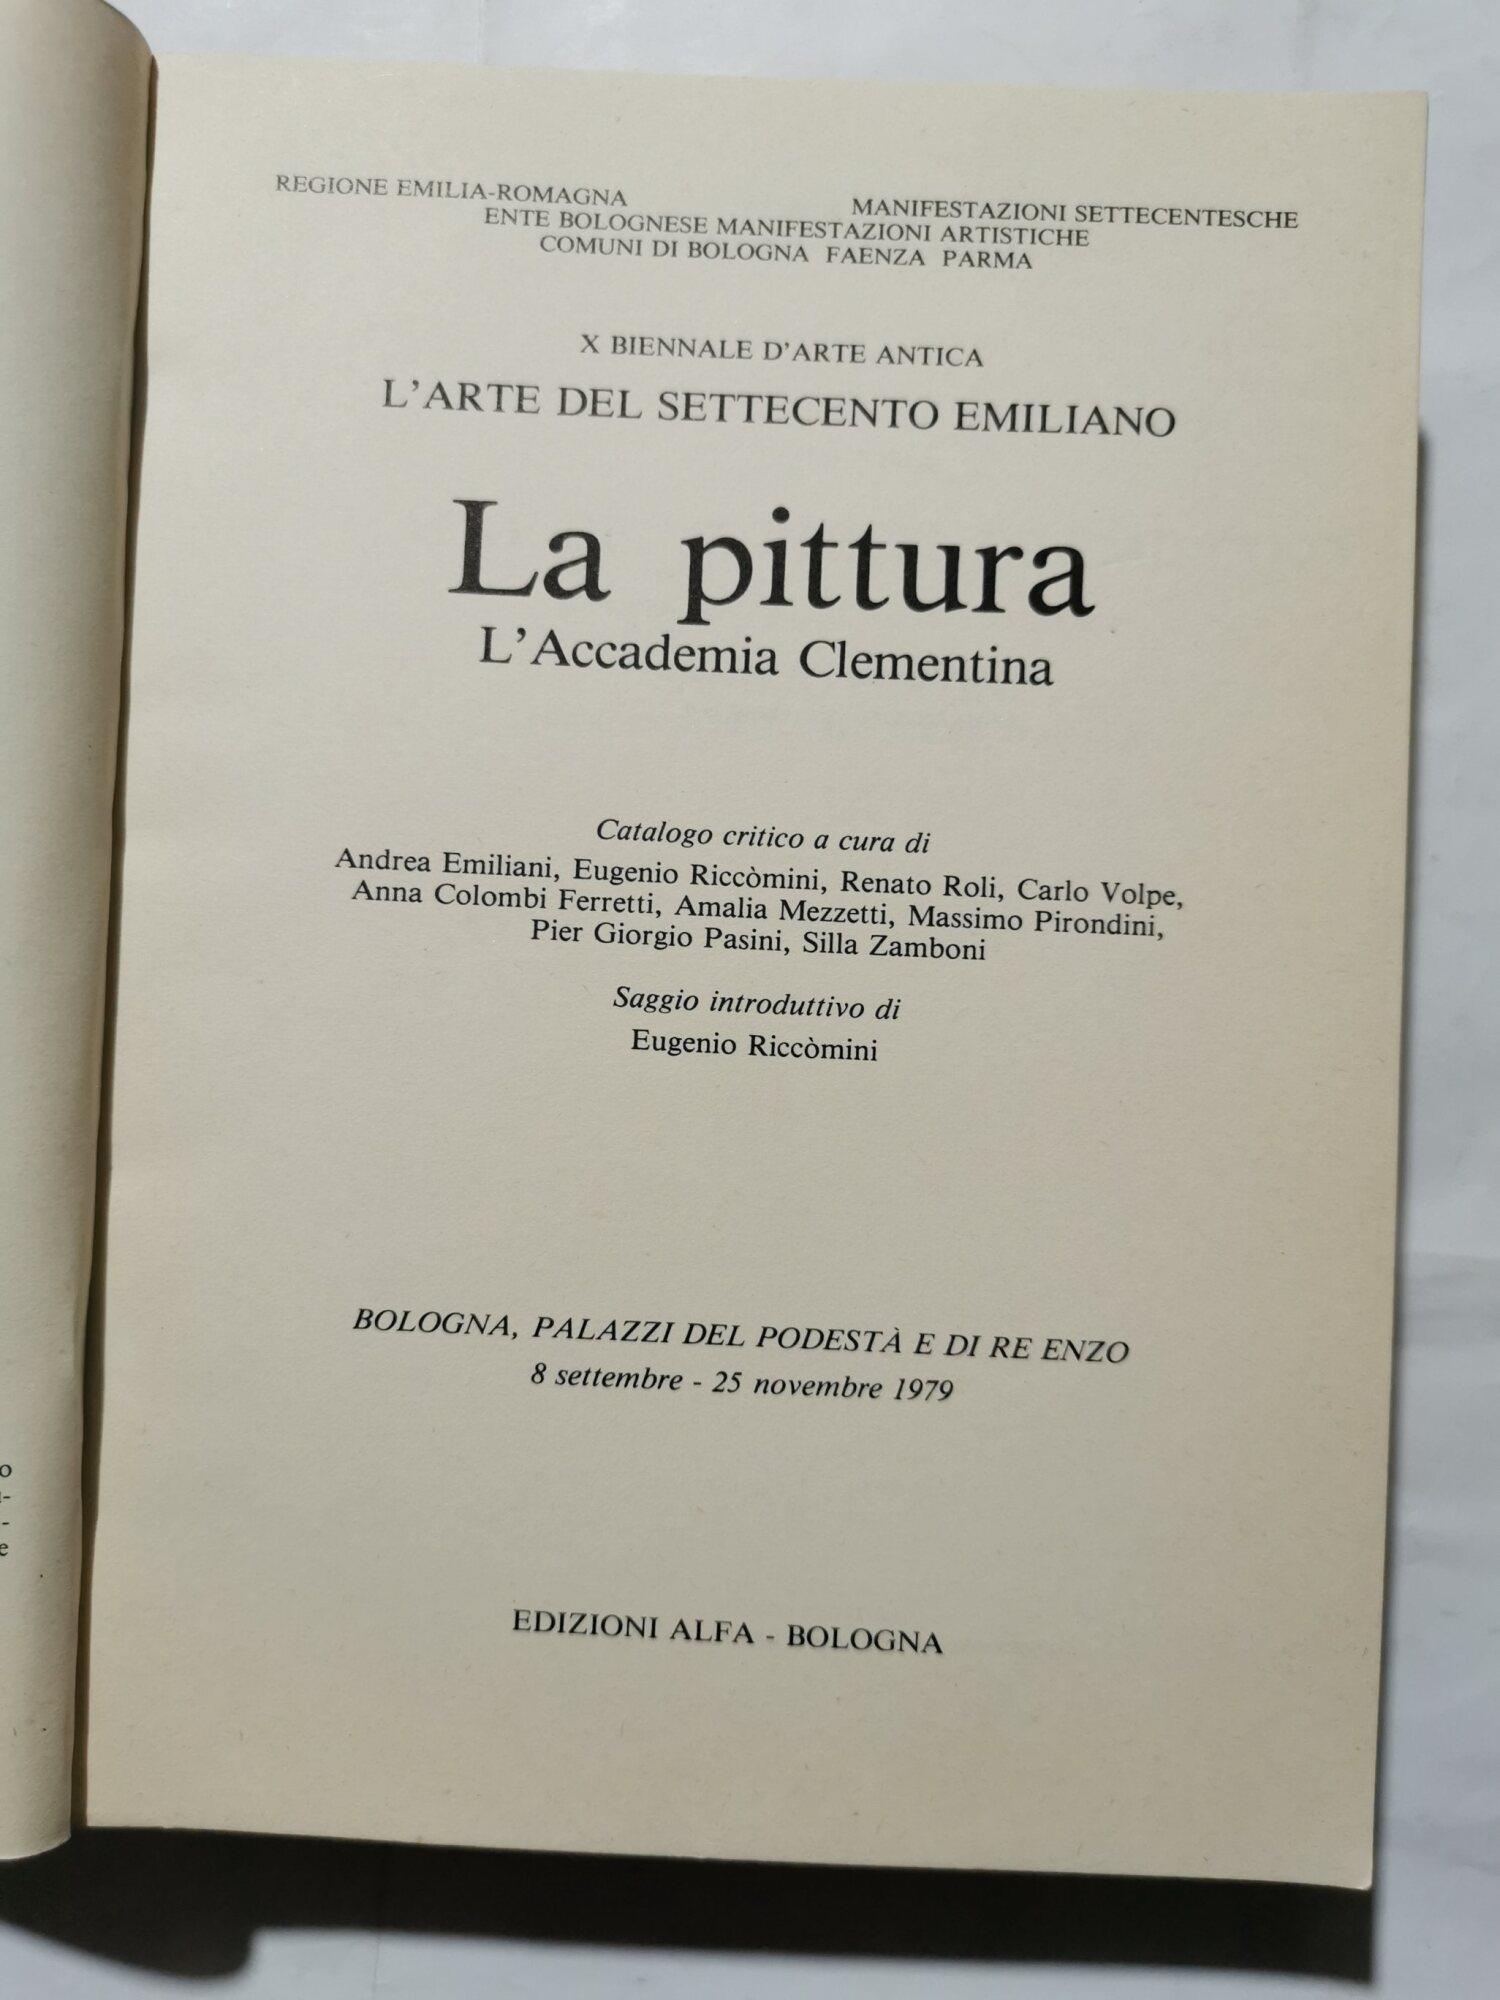 REGIONE EMILIA-ROMAGNA MANIFESTAZIONI SETTECENTESCHE
ENTE BOLOGNESE MANIFESTAZIONI ARTISTICHE
COMUNI DI BOLOGNA FAENZA PARMA
X BIENNALE D'ARTE ANTICA
L'ARTE DEL SETTECENTO EMILIANO
La pittura
L'Accademia Clementina
Catalogo critico a cura di
Andrea Emiliani, Eugenio Riccòmini, Renato Roli, Carlo Volpe,
Anna Colombi Ferretti, Amalia Mezzetti, Massimo Pirondini,
Pier Giorgio Pasini, Silla Zamboni
Saggio introduttivo di
Eugenio Riccòmini
BOLOGNA, PALAZZI DEL PODESTÀ E DI RE ENZO
8 settembre - 25 novembre 1979
EDIZIONI ALFA - BOLOGNA